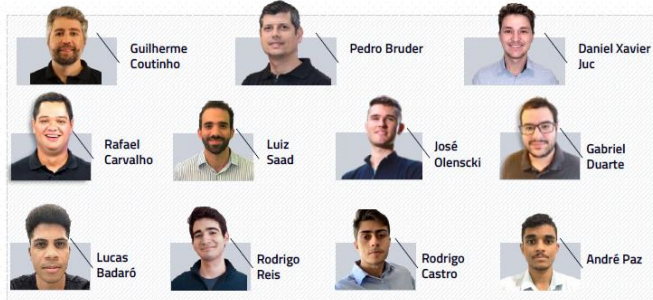 Guilherme
Coutinho
Pedro Bruder
Daniel Xavier
Juc
Rafael
Carvalho
Luiz
Saad
José
Olenscki
Gabriel
Duarte
Lucas
Badaró
Rodrigo
Reis
Rodrigo
Castro
André Paz